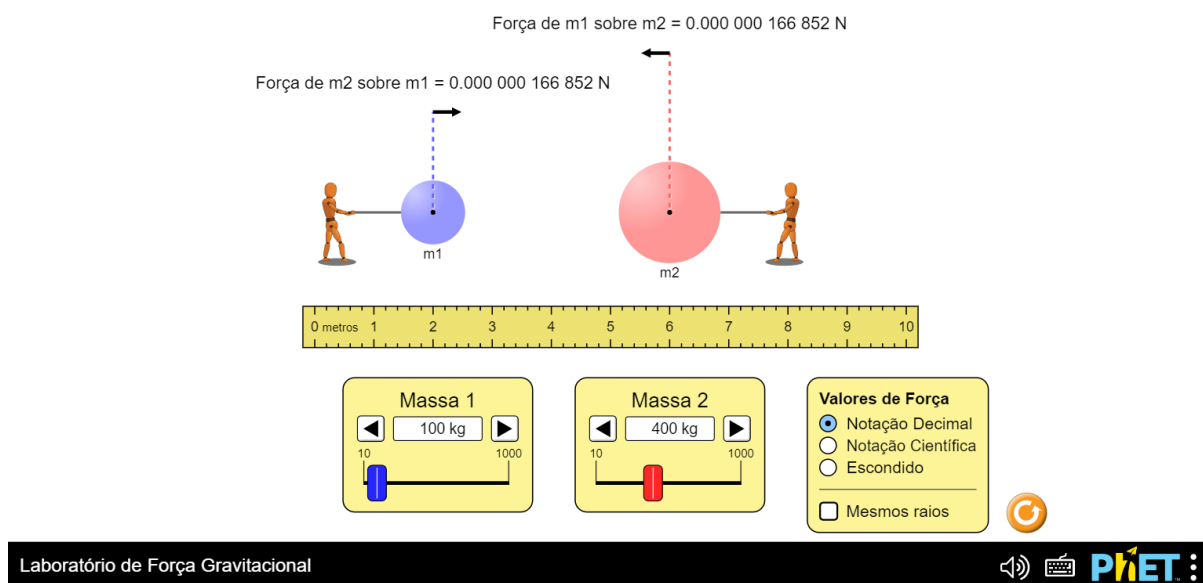 Força de m1 sobre m2 = 0.000 000 166 852 N
Força de m2 sobre m1 = 0.000 000 166 852 N
m1
m2
0 metros 1 2 3 4 5 6 7 8 9 10
Massa 1
100 kg
10 1000
Massa 2
400 kg
10 1000
Valores de Força
Notação Decimal
Notação Científica
Escondido
Mesmos raios
Laboratório de Força Gravitacional
PhET